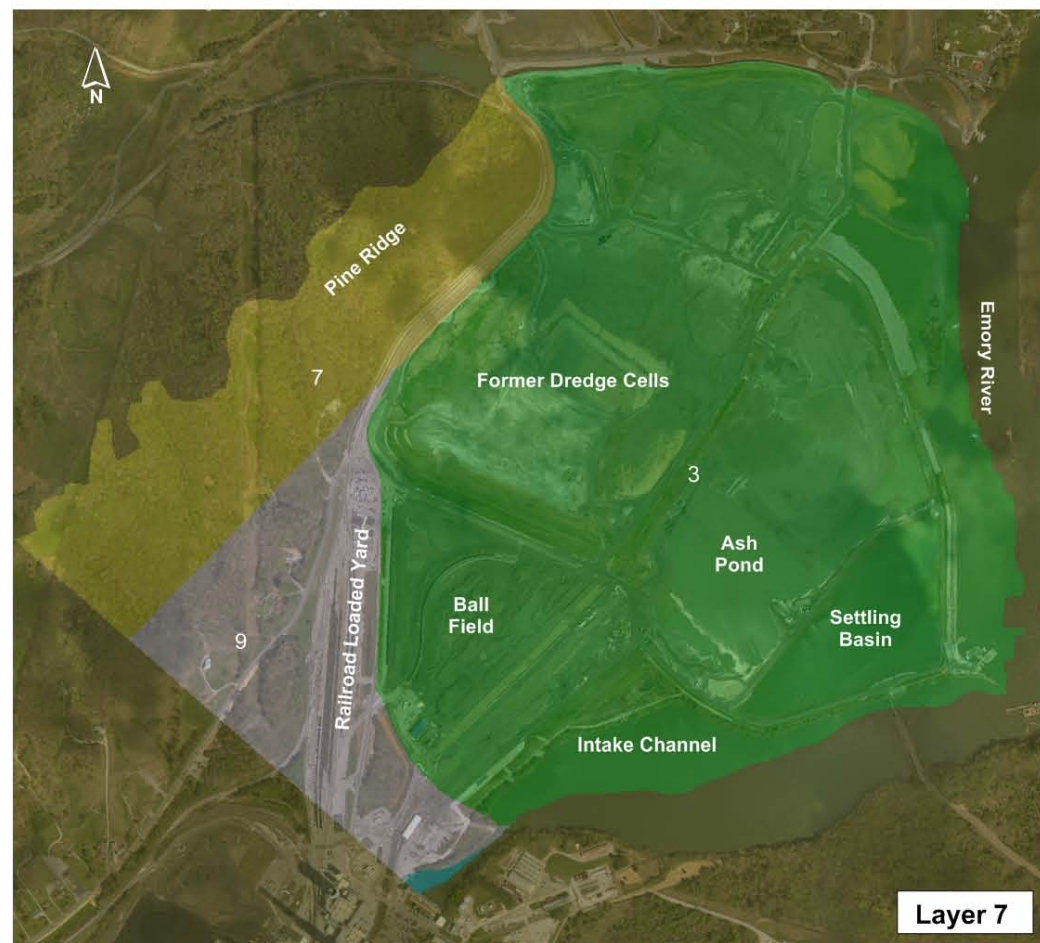 N
Pine Ridge
7
Former Dredge Cells
Emory River
3
Ash
Pond
Railroad Loaded Yard
Ball
Field
Settling
Basin
9
Intake Channel
Layer 7